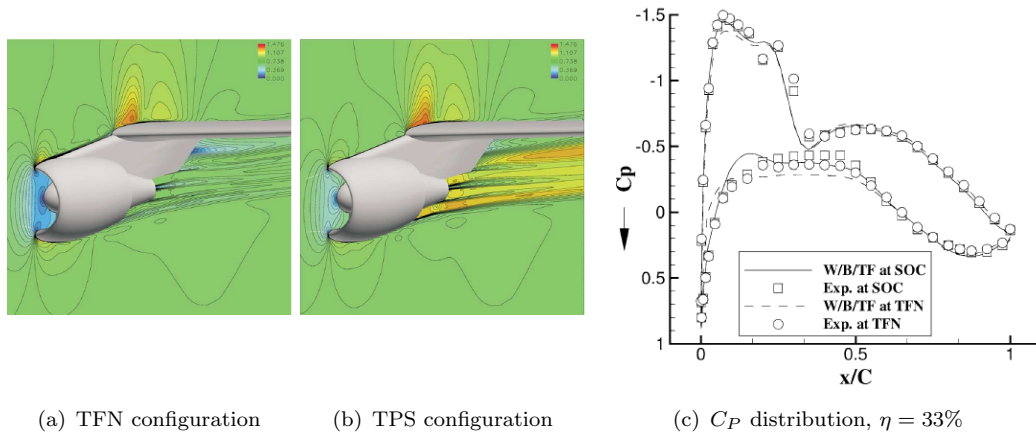 1.476
1.107
0.738
0.369
0.000
1.476
1.107
0.738
0.369
0.000
-1.5
-1
-0.5
0
0.5
1
Cp
W/B/TF at SOC
Exp. at SOC
W/B/TF at TFN
Exp. at TFN
0
0.5
1
x/C
(a) TFN configuration
(b) TPS configuration
(c) C_P distribution, η = 33%